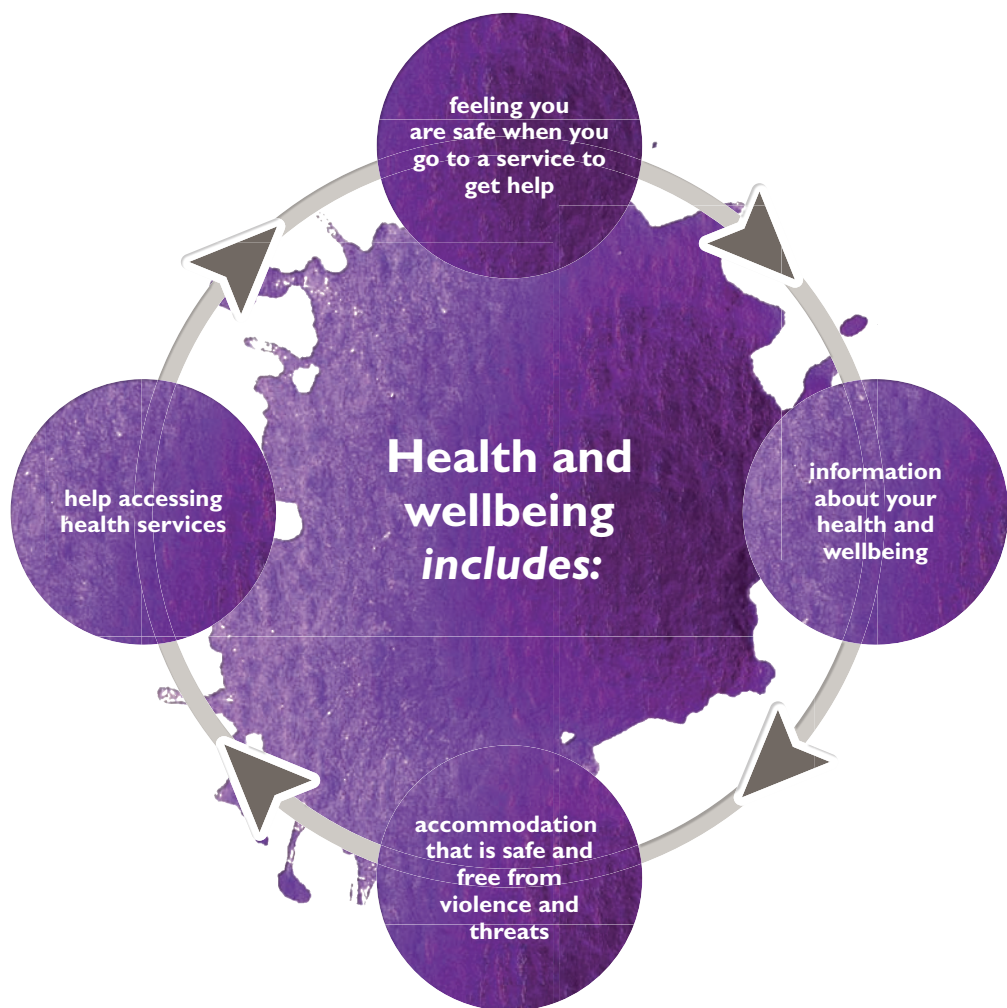 feeling you
are safe when you
go to a service to
get help
Health and
wellbeing
includes:
information
about your
health and
wellbeing
accommodation
that is safe and
free from
violence and
threats
help accessing
health services